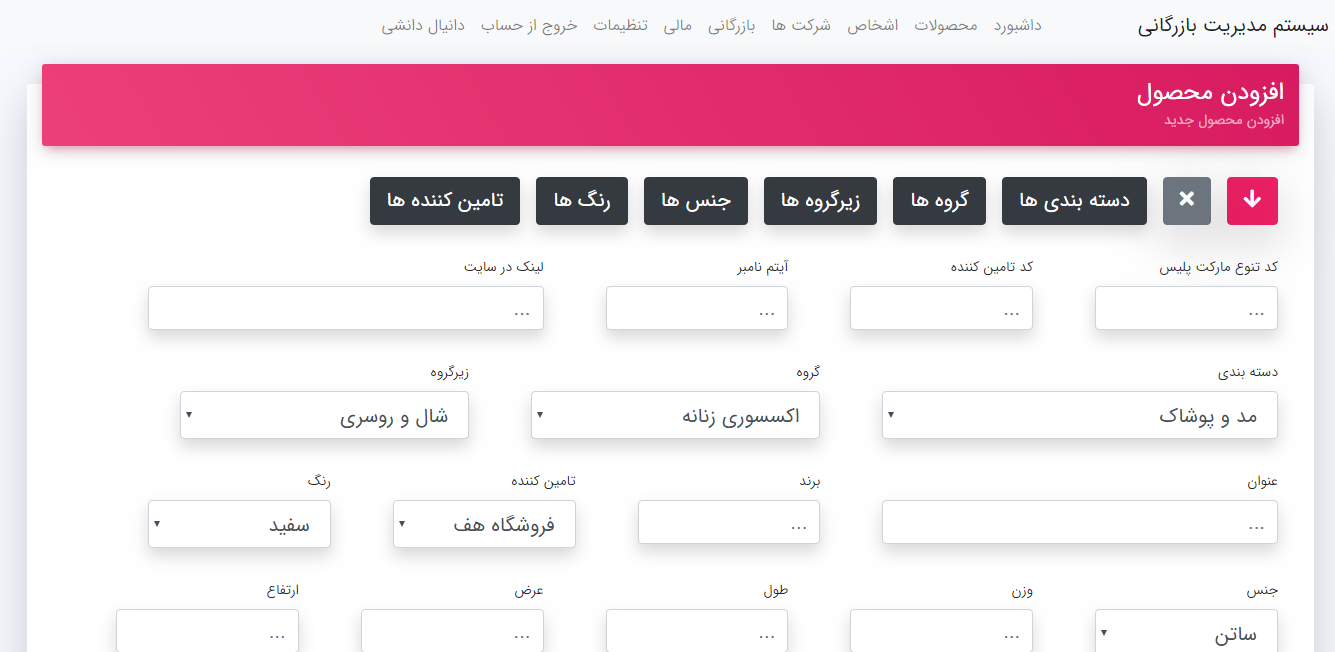 سیستم مدیریت بازرگانی داشبورد محصولات اشخاص شرکت ها بازرگانی مالی تنظیمات خروج از حساب دانیال دانشی
افزودن محصول
افزودن محصول جدید
دسته بندی ها گروه ها زیرگروه ها جنس ها رنگ ها تامین کننده ها
کد تنوع مارکت پلیس کد تامین کننده آیتم نامبر لینک در سایت
... ... ... ...
دسته بندی گروه زیرگروه
مد و پوشاک اکسسوری زنانه شال و روسری
عنوان برند تامین کننده رنگ
... ... فروشگاه هف سفید
جنس وزن طول عرض ارتفاع
ساتن ... ... ... ...